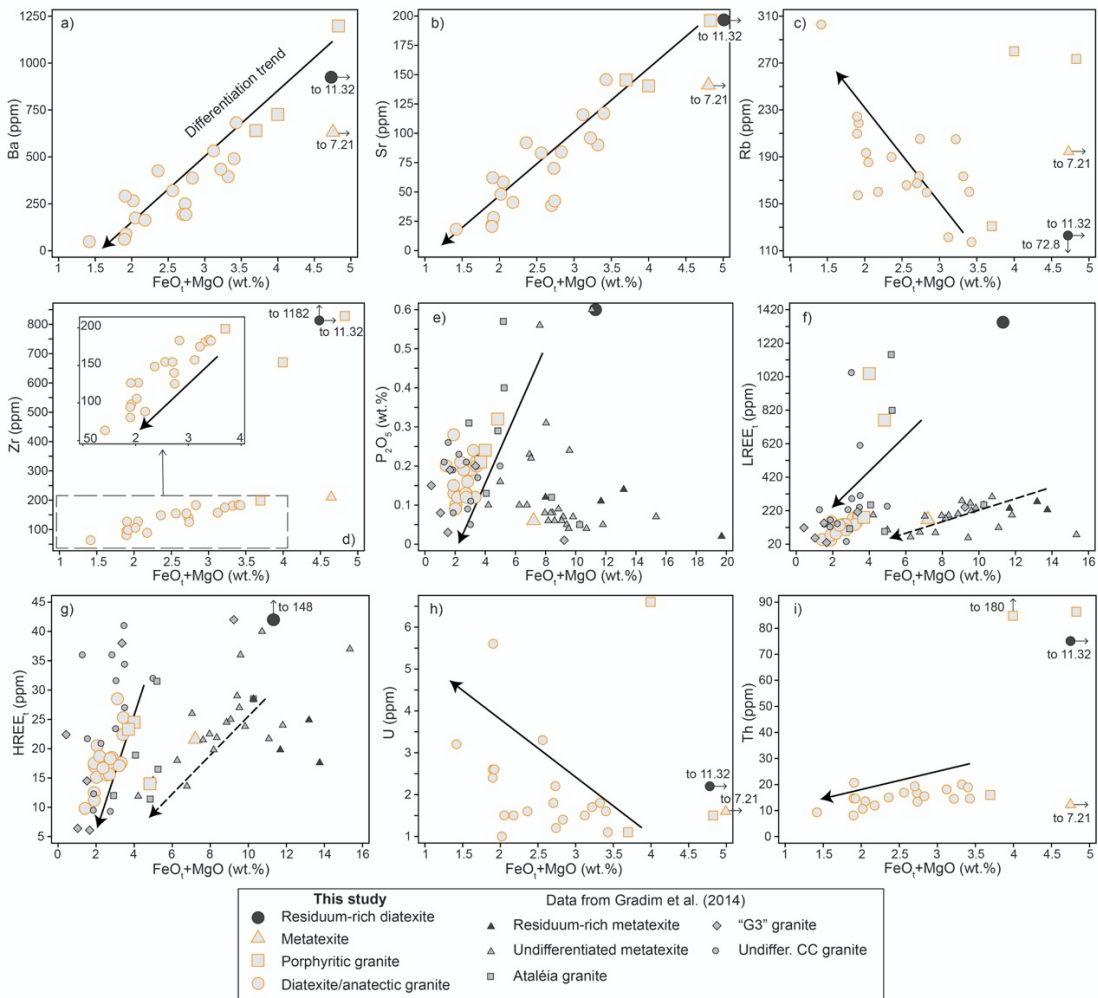 a)
1250
1000
750
500
250
0
Ba (ppm)
Differentiation trend
to 11.32
to 7.21
1 1.5 2 2.5 3 3.5 4 4.5 5
FeOt+MgO (wt.%)
b)
200
175
150
125
100
75
50
25
0
Sr (ppm)
to 11.32
to 7.21
1 1.5 2 2.5 3 3.5 4 4.5 5
FeOt+MgO (wt.%)
c)
310
270
230
190
150
110
Rb (ppm)
to 7.21
11.32
to 72.8
1 1.5 2 2.5 3 3.5 4 4.5 5
FeOt+MgO (wt.%)
d)
800
700
600
500
400
300
200
100
Zr (ppm)
200
150
100
50
2 3 4
to 1182
to 11.32
1 1.5 2 2.5 3 3.5 4 4.5 5
FeOt+MgO (wt.%)
e)
0.6
0.5
0.4
0.3
0.2
0.1
0.0
P2O5 (wt.%)
0 2 4 6 8 10 12 14 16 18 20
FeOt+MgO (wt.%)
f)
1420
1220
1020
820
620
420
220
20
LREEt (ppm)
0 2 4 6 8 10 12 14 16
FeOt+MgO (wt.%)
g)
45
40
35
30
25
20
15
10
5
HREEt (ppm)
to 148
0 2 4 6 8 10 12 14 16
FeOt+MgO (wt.%)
h)
6
5
4
3
2
1
U (ppm)
11.32
to 7.21
1 1.5 2 2.5 3 3.5 4 4.5 5
FeOt+MgO (wt.%)
i)
90
80
70
60
50
40
30
20
10
0
Th (ppm)
to 180
to 11.32
to 7.21
1 1.5 2 2.5 3 3.5 4 4.5 5
FeOt+MgO (wt.%)
This study
Residuum-rich diatexite
Metatexite
Porphyritic granite
Diatexite/anatectic granite
Data from Gradim et al. (2014)
Residuum-rich metatexite
Undifferentiated metatexite
Ataléia granite
"G3" granite
Undiffer. CC granite